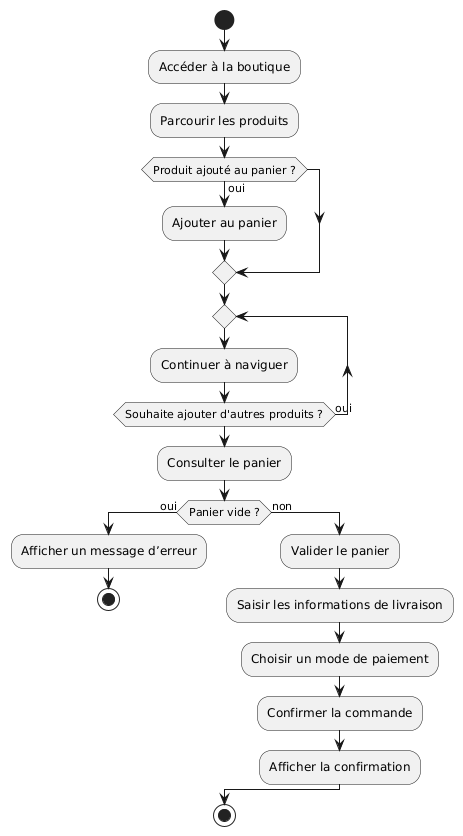 Accéder à la boutique
Parcourir les produits
Produit ajouté au panier ?
oui
Ajouter au panier
Continuer à naviguer
Souhaite ajouter d'autres produits ?
oui
Consulter le panier
oui
Panier vide ?
non
Afficher un message d’erreur
Valider le panier
Saisir les informations de livraison
Choisir un mode de paiement
Confirmer la commande
Afficher la confirmation